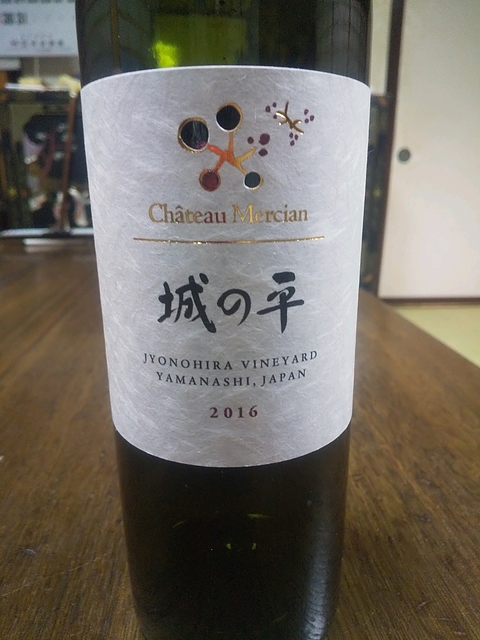 Château Mercian
城の平
JYONOHIRA VINEYARD
YAMANASHI, JAPAN
2016